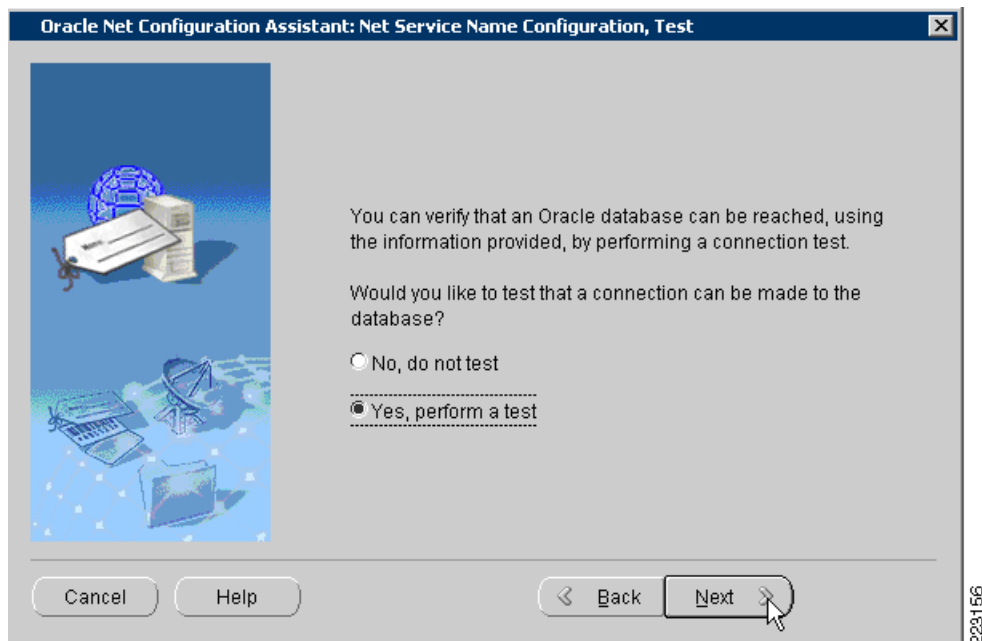 Oracle Net Configuration Assistant: Net Service Name Configuration, Test
You can verify that an Oracle database can be reached, using
the information provided, by performing a connection test.
Would you like to test that a connection can be made to the
database?
No, do not test
Yes, perform a test
Cancel
Help
Back
Next
223156